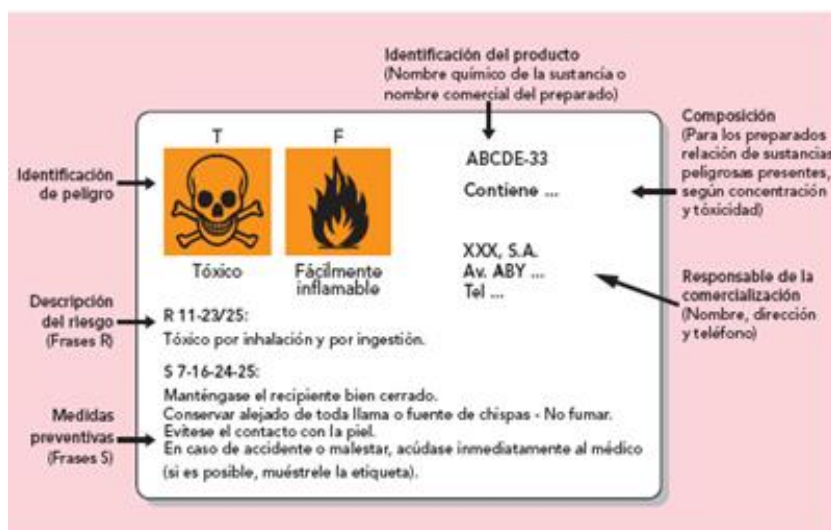 Identificación del producto
(Nombre químico de la sustancia o
nombre comercial del preparado)
Composición
(Para los preparados
relación de sustancias
peligrosas presentes,
según concentración
y tóxicidad)
Identificación
de peligro
T
F
Tóxico
Fácilmente
inflamable
ABCDE-33
Contiene ...
XXX, S.A.
Av. ABY ...
Tel ...
Responsable de la
comercialización
(Nombre, dirección
y teléfono)
Descripción
del riesgo
(Frases R)
R 11-23/25:
Tóxico por inhalación y por ingestión.
S 7-16-24-25:
Manténgase el recipiente bien cerrado.
Conservar alejado de toda llama o fuente de chispas - No fumar.
Evítese el contacto con la piel.
En caso de accidente o malestar, acúdase inmediatamente al médico
(si es posible, muéstrele la etiqueta).
Medidas
preventivas
(Frases S)